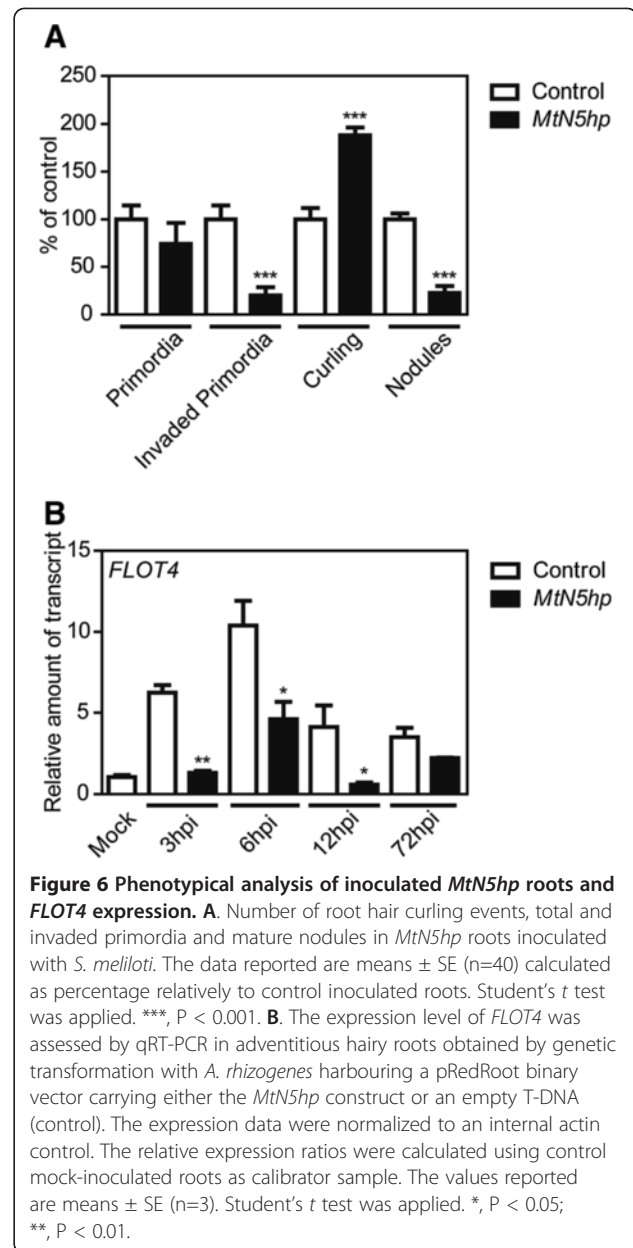 A
250
200
150
100
50
0
% of control
***
***
***
Control
MtN5hp
Primordia
Invaded Primordia
Curling
Nodules
B
15
10
5
0
Relative amount of transcript
FLOT4
**
*
*
Control
MtN5hp
Mock
3hpi
6hpi
12hpi
72hpi
Figure 6 Phenotypical analysis of inoculated MtN5hp roots and
FLOT4 expression. A. Number of root hair curling events, total and
invaded primordia and mature nodules in MtN5hp roots inoculated
with S. meliloti. The data reported are means ± SE (n=40) calculated
as percentage relatively to control inoculated roots. Student's t test
was applied. ***, P < 0.001. B. The expression level of FLOT4 was
assessed by qRT-PCR in adventitious hairy roots obtained by genetic
transformation with A. rhizogenes harbouring a pRedRoot binary
vector carrying either the MtN5hp construct or an empty T-DNA
(control). The expression data were normalized to an internal actin
control. The relative expression ratios were calculated using control
mock-inoculated roots as calibrator sample. The values reported
are means ± SE (n=3). Student's t test was applied. *, P < 0.05;
**, P < 0.01.